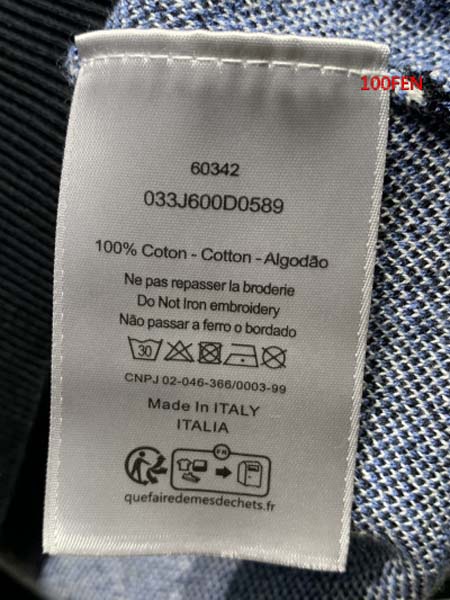 100FEN
60342
033J600D0589
100% Coton - Cotton - Algodão
Ne pas repasser la broderie
Do Not Iron embroidery
Não passar a ferro o bordado
30
CNPJ 02-046-366/0003-99
Made In ITALY
ITALIA
FR
quefairedemesdechets.fr